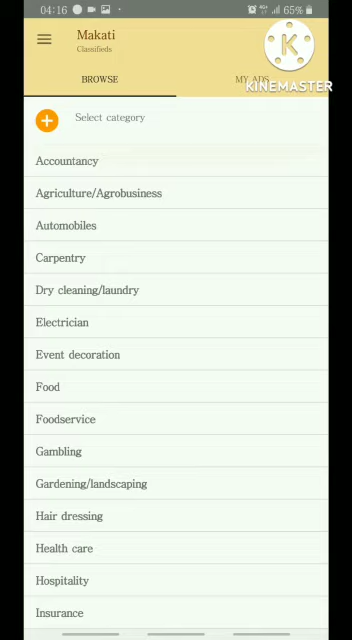 04:16 65%
Makati
Classifieds
K
KINEMASTER
BROWSE MY ADS
Select category
Accountancy
Agriculture/Agrobusiness
Automobiles
Carpentry
Dry cleaning/laundry
Electrician
Event decoration
Food
Foodservice
Gambling
Gardening/landscaping
Hair dressing
Health care
Hospitality
Insurance